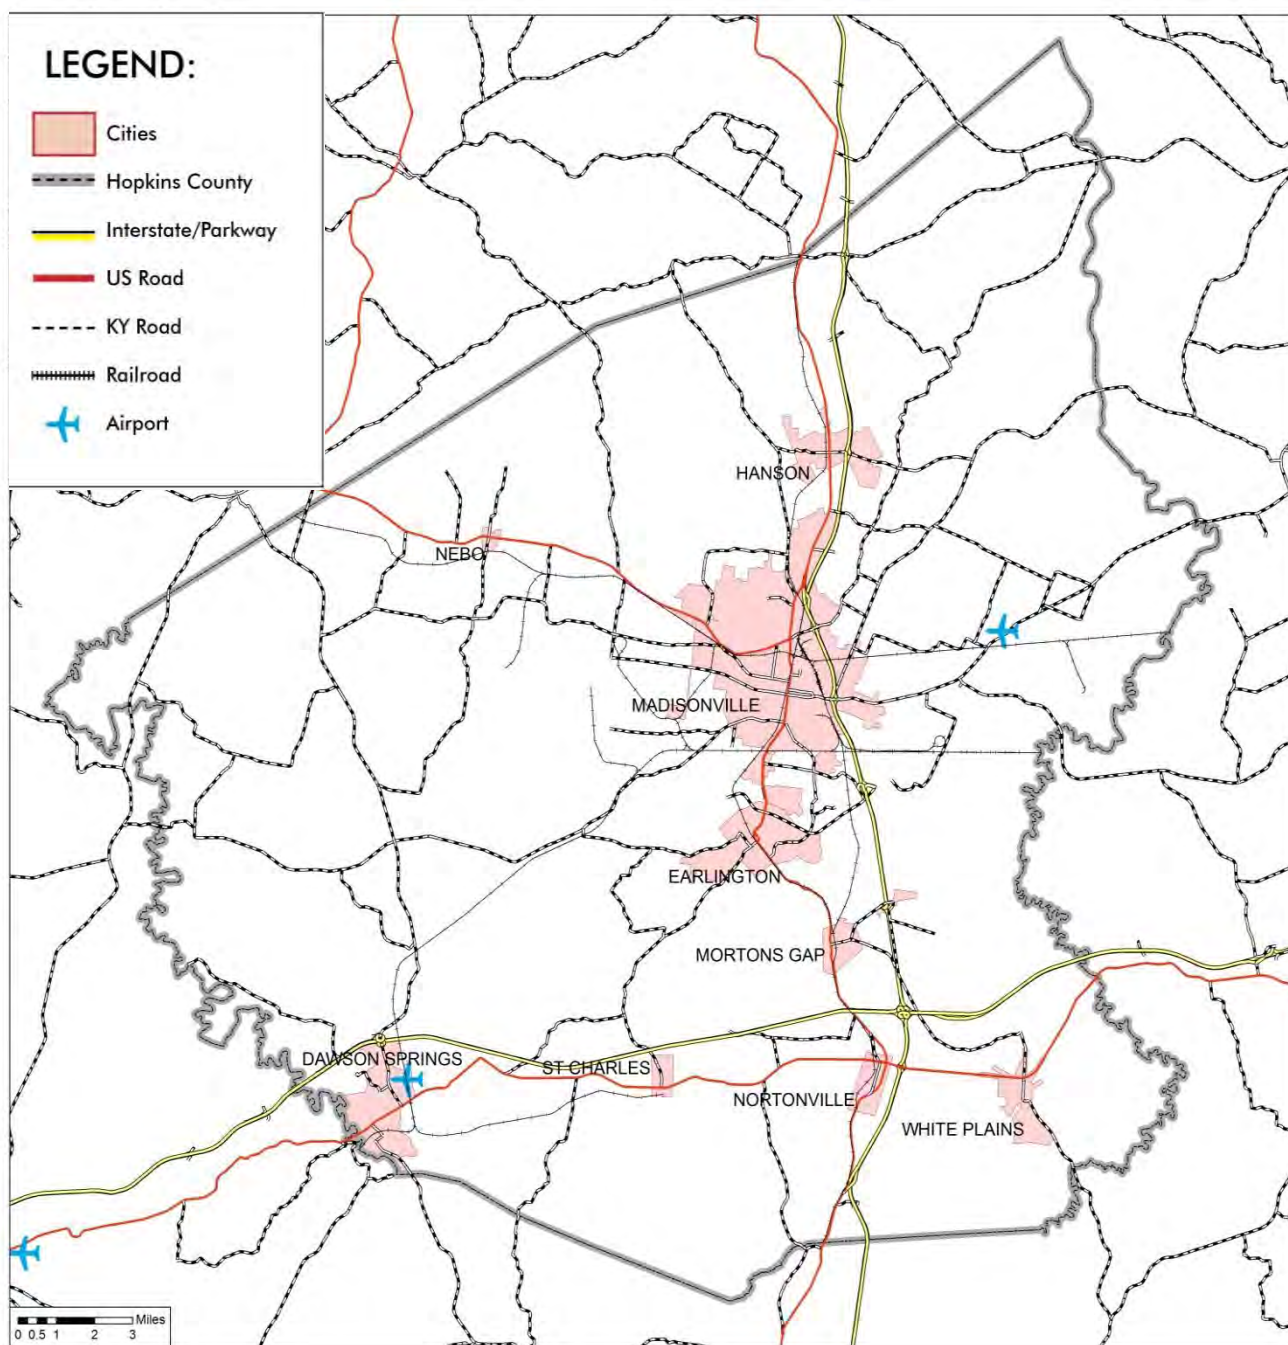 LEGEND:
Cities
Hopkins County
Interstate/Parkway
US Road
KY Road
Railroad
Airport
HANSON
NEBO
MADISONVILLE
EARLINGTON
MORTONS GAP
DAWSON SPRINGS
ST CHARLES
NORTONVILLE
WHITE PLAINS
Miles
0 0.5 1 2 3